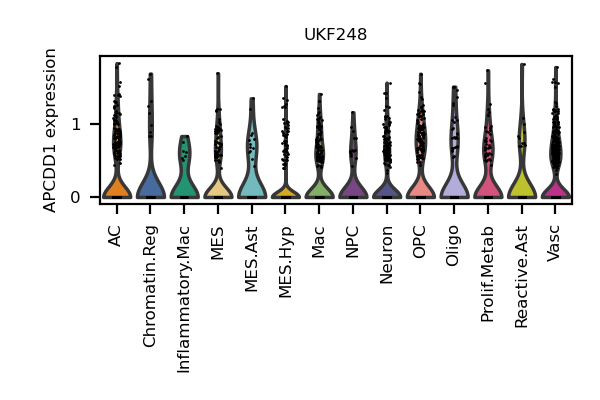 UKF248
APCDD1 expression
1
0
AC
Chromatin.Reg
Inflammatory.Mac
MES
MES.Ast
MES.Hyp
Mac
NPC
Neuron
OPC
Oligo
Prolif.Metab
Reactive.Ast
Vasc